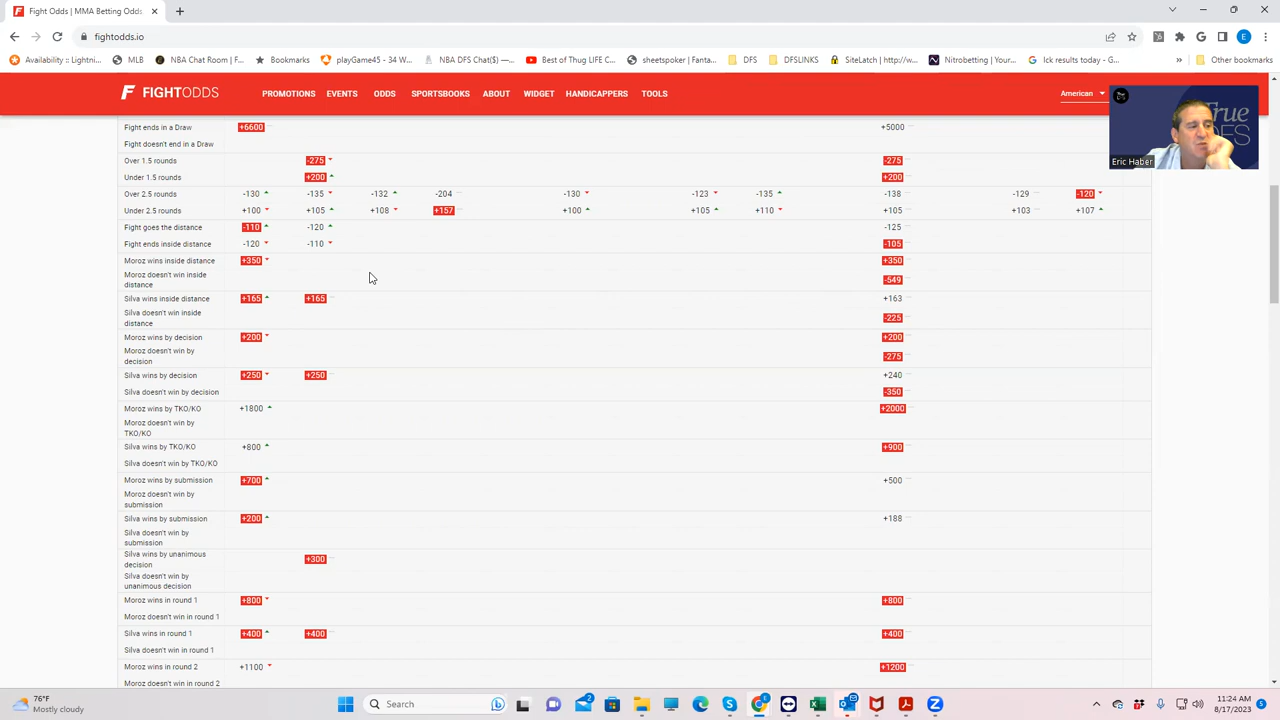 Fight Odds | MMA Betting Odds
fightodds.io
Availability :: Lightni... MLB NBA Chat Room | F... Bookmarks playGame45 - 34 W... NBA DFS Chat($) —... Best of Thug LIFE C... sheetspoker | Fanta... DFS DFSLINKS SiteLatch | http://w... Nitrobetting | Your... Ick results today - G... » Other bookmarks
FIGHTODDS PROMOTIONS EVENTS ODDS SPORTSBOOKS ABOUT WIDGET HANDICAPPERS TOOLS American
True
Eric Haber
Fight ends in a Draw +6600 +5000
Fight doesn't end in a Draw
Over 1.5 rounds -275 -275
Under 1.5 rounds +200 +200
Over 2.5 rounds -130 -135 -132 -204 -130 -123 -135 -138 -129 -120
Under 2.5 rounds +100 +105 +108 +157 +100 +105 +110 +105 +103 +107
Fight goes the distance -110 -120 -125
Fight ends inside distance -120 -110 -105
Moroz wins inside distance +350 +350
Moroz doesn't win inside
distance -549
Silva wins inside distance +165 +165 +163
Silva doesn't win inside
distance -225
Moroz wins by decision +200 +200
Moroz doesn't win by
decision -275
Silva wins by decision +250 +250 +240
Silva doesn't win by decision -350
Moroz wins by TKO/KO +1800 +2000
Moroz doesn't win by
TKO/KO
Silva wins by TKO/KO +800 +900
Silva doesn't win by TKO/KO
Moroz wins by submission +700 +500
Moroz doesn't win by
submission
Silva wins by submission +200 +188
Silva doesn't win by
submission
Silva wins by unanimous
decision +300
Silva doesn't win by
unanimous decision
Moroz wins in round 1 +800 +800
Moroz doesn't win in round 1
Silva wins in round 1 +400 +400 +400
Silva doesn't win in round 1
Moroz wins in round 2 +1100 +1200
Moroz doesn't win in round 2
76°F
Mostly cloudy
Search
11:24 AM
8/17/2023